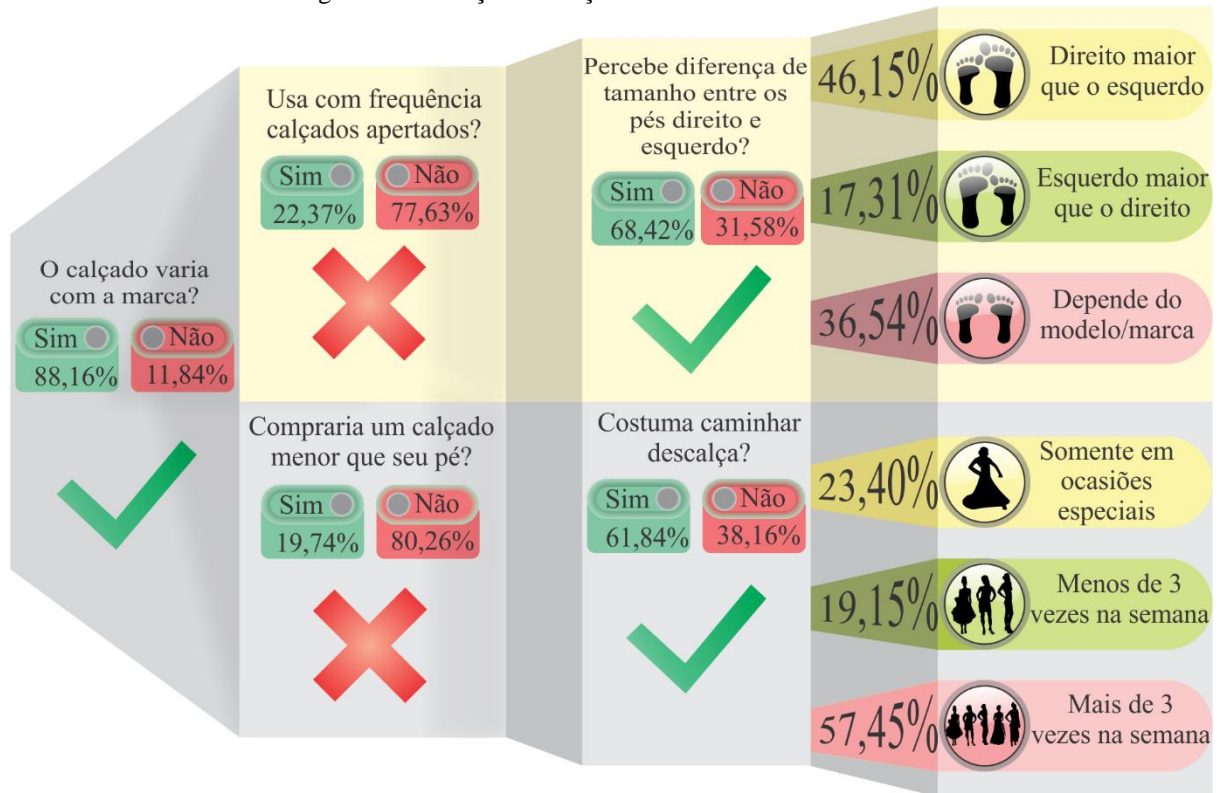 O calçado varia
com a marca?
Sim Não
88,16% 11,84%
Usa com frequência
calçados apertados?
Sim Não
22,37% 77,63%
Compraria um calçado
menor que seu pé?
Sim Não
19,74% 80,26%
Percebe diferença de
tamanho entre os
pés direito e
esquerdo?
Sim Não
68,42% 31,58%
46,15%
Direito maior
que o esquerdo
17,31%
Esquerdo maior
que o direito
36,54%
Depende do
modelo/marca
Costuma caminhar
descalça?
Sim Não
61,84% 38,16%
23,40%
Somente em
ocasiões
especiais
19,15%
Menos de 3
vezes na semana
57,45%
Mais de 3
vezes na semana